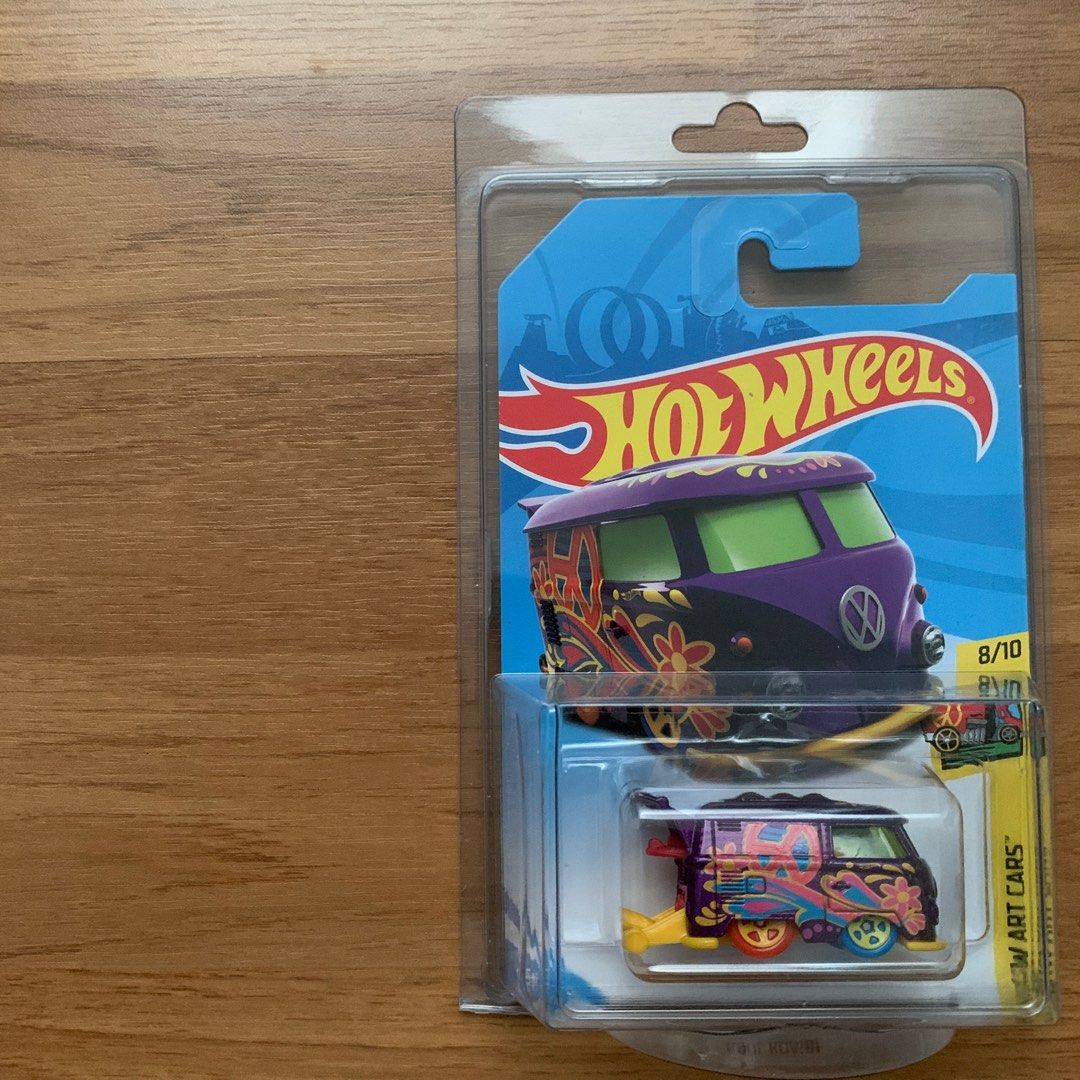 HOT WHEELS®
8/10
HW ART CARS™